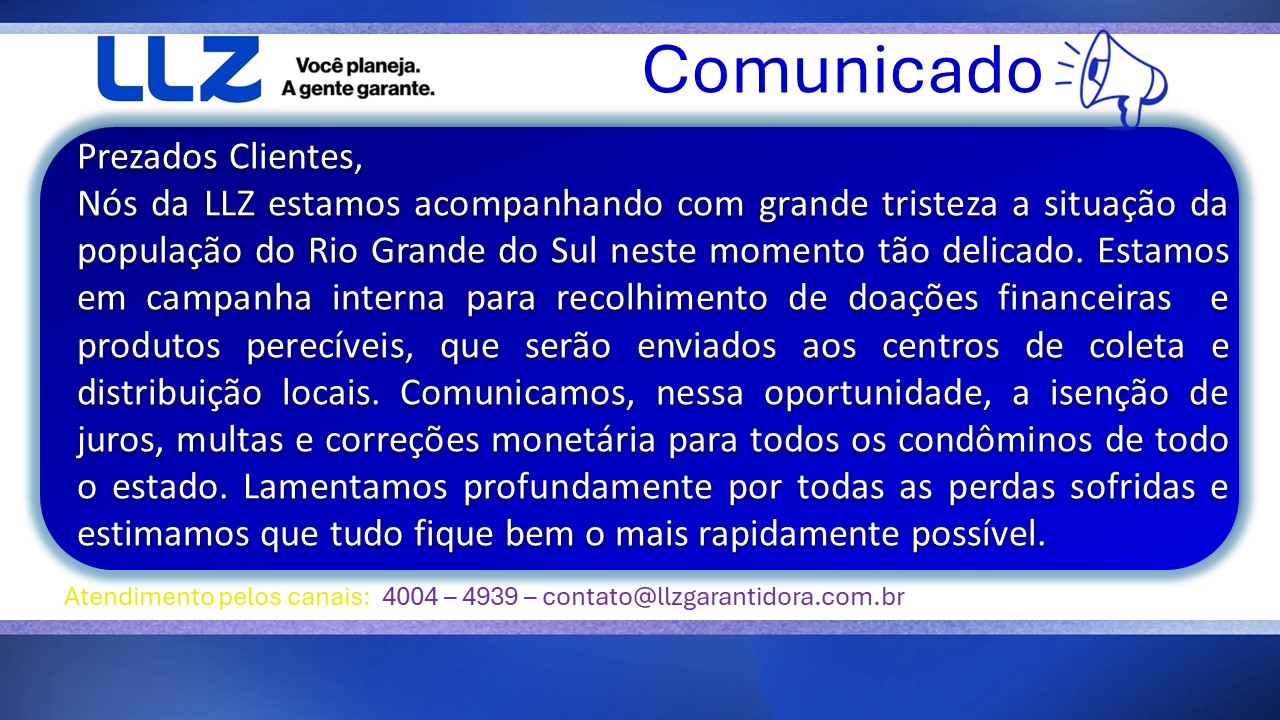 LLZ
Você planeja.
A gente garante.
Comunicado
Prezados Clientes,
Nós da LLZ estamos acompanhando com grande tristeza a situação da
população do Rio Grande do Sul neste momento tão delicado. Estamos
em campanha interna para recolhimento de doações financeiras e
produtos perecíveis, que serão enviados aos centros de coleta e
distribuição locais. Comunicamos, nessa oportunidade, a isenção de
juros, multas e correções monetária para todos os condôminos de todo
o estado. Lamentamos profundamente por todas as perdas sofridas e
estimamos que tudo fique bem o mais rapidamente possível.
Atendimento pelos canais: 4004 – 4939 – contato@llzgarantidora.com.br